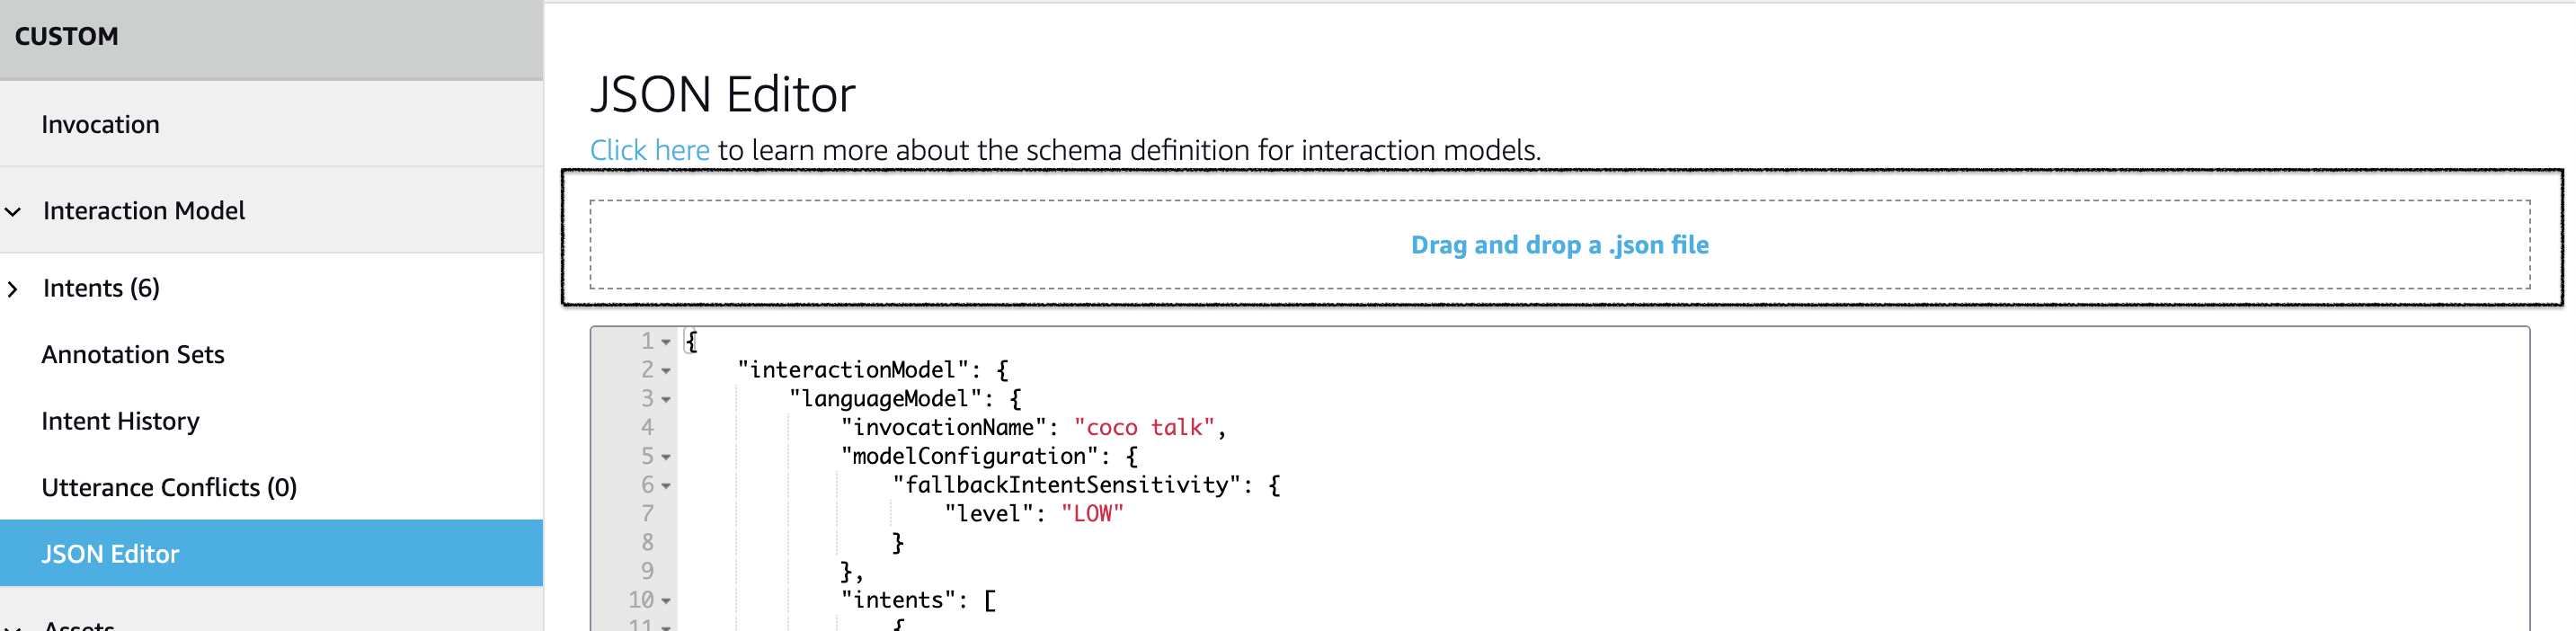 CUSTOM
Invocation
Interaction Model
Intents (6)
Annotation Sets
Intent History
Utterance Conflicts (0)
JSON Editor
Assets
JSON Editor
Click here to learn more about the schema definition for interaction models.
Drag and drop a .json file
1 {
2 "interactionModel": {
3 "languageModel": {
4 "invocationName": "coco talk",
5 "modelConfiguration": {
6 "fallbackIntentSensitivity": {
7 "level": "LOW"
8 }
9 },
10 "intents": [
11 {